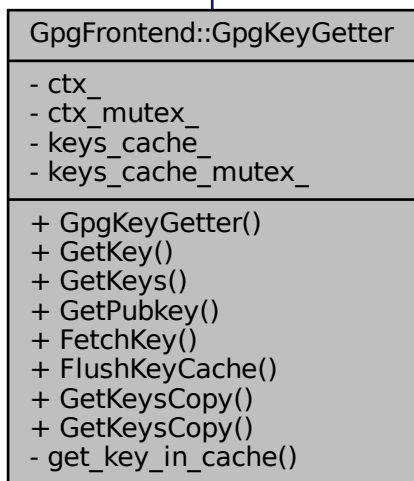 GpgFrontend::GpgKeyGetter
- ctx_
- ctx_mutex_
- keys_cache_
- keys_cache_mutex_
+ GpgKeyGetter()
+ GetKey()
+ GetKeys()
+ GetPubkey()
+ FetchKey()
+ FlushKeyCache()
+ GetKeysCopy()
+ GetKeysCopy()
- get_key_in_cache()